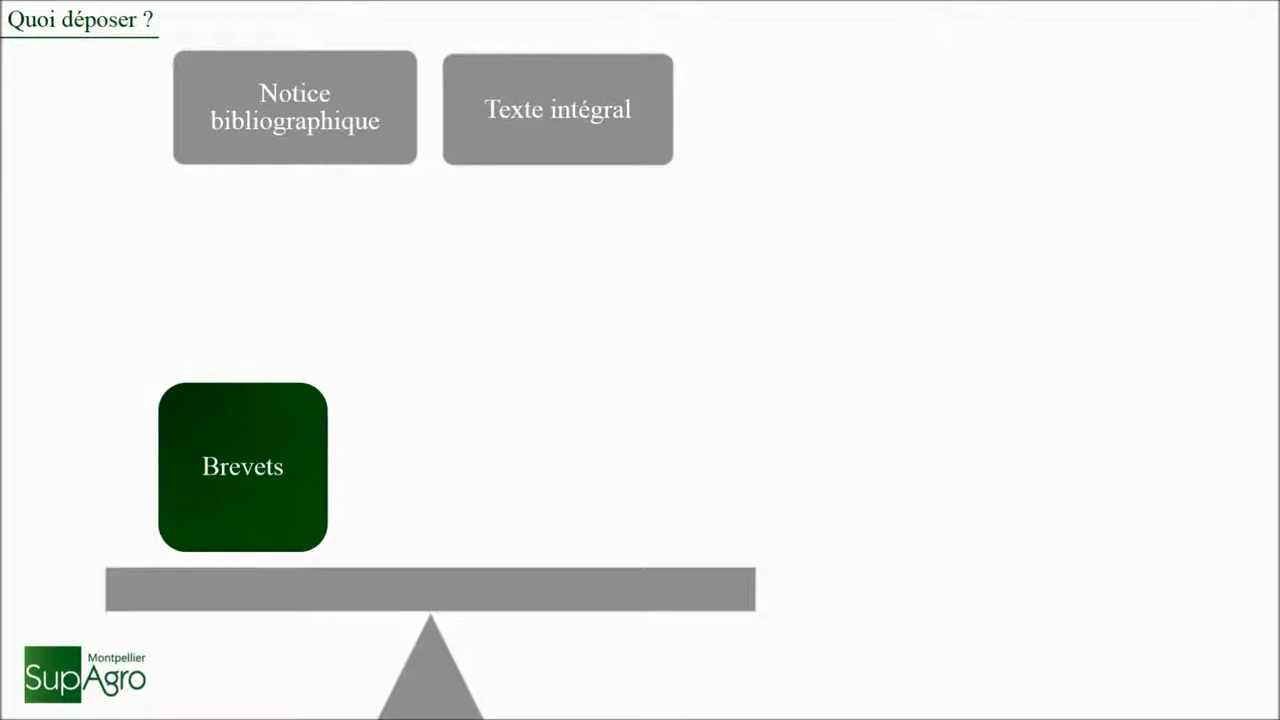 Quoi déposer ?
Notice
bibliographique
Texte intégral
Brevets
Montpellier
SupAgro